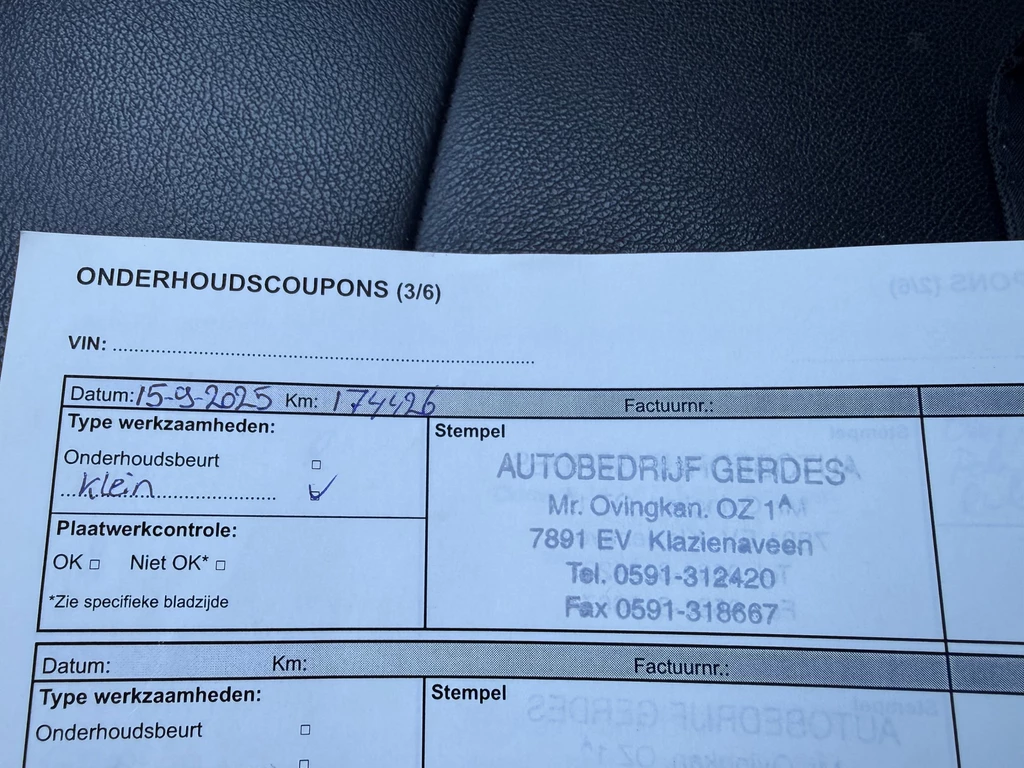 ONDERHOUDSCOUPONS (3/6)
VIN: ..........................................................................
Datum: 15-9-2025 Km: 174426 Factuurnr.:
Type werkzaamheden:
Onderhoudsbeurt □
...klein........................ ☑
Plaatwerkcontrole:
OK □ Niet OK* □
*Zie specifieke bladzijde
Stempel
AUTOBEDRIJF GERDES
Mr. Ovingkan. OZ 1A
7891 EV Klazienaveen
Tel. 0591-312420
Fax 0591-318667
Datum: Km: Factuurnr.:
Type werkzaamheden:
Onderhoudsbeurt □
Stempel